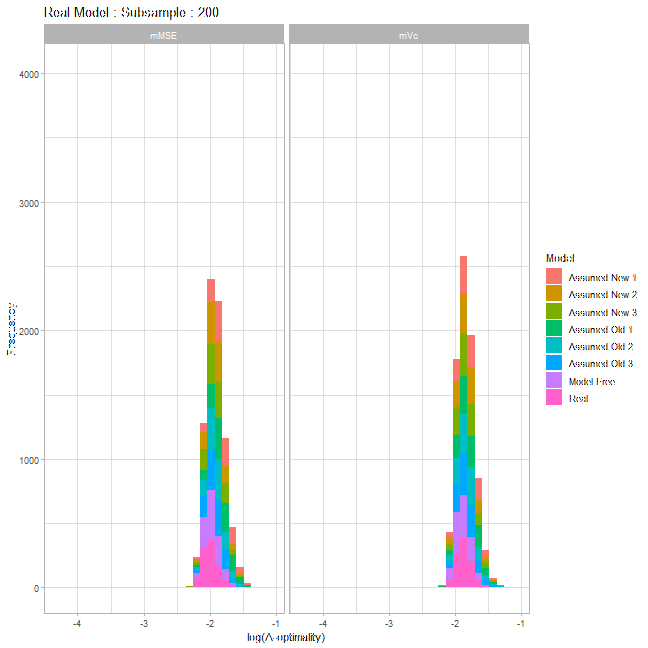 Real Model : Subsample : 200
mMSE
mVc
4000
3000
2000
1000
0
Frequency
-4
-3
-2
-1
-4
-3
-2
-1
log(A-optimality)
Model
Assumed New 1
Assumed New 2
Assumed New 3
Assumed Old 1
Assumed Old 2
Assumed Old 3
Model Free
Real